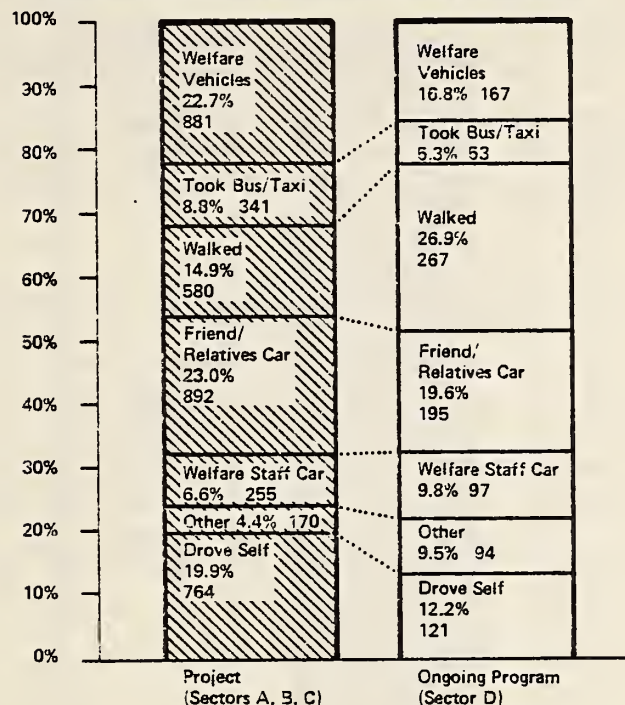 100%
90%
80%
70%
60%
50%
40%
30%
20%
10%
0%
Welfare
Vehicles
22.7%
881
Took Bus/Taxi
8.8% 341
Walked
14.9%
580
Friend/
Relatives Car
23.0%
892
Welfare Staff Car
6.6% 255
Other 4.4% 170
Drove Self
19.9%
764
Project
(Sectors A, B, C)
Welfare
Vehicles
16.8% 167
Took Bus/Taxi
5.3% 53
Walked
26.9%
267
Friend/
Relatives Car
19.6%
195
Welfare Staff Car
9.8% 97
Other
9.5% 94
Drove Self
12.2%
121
Ongoing Program
(Sector D)